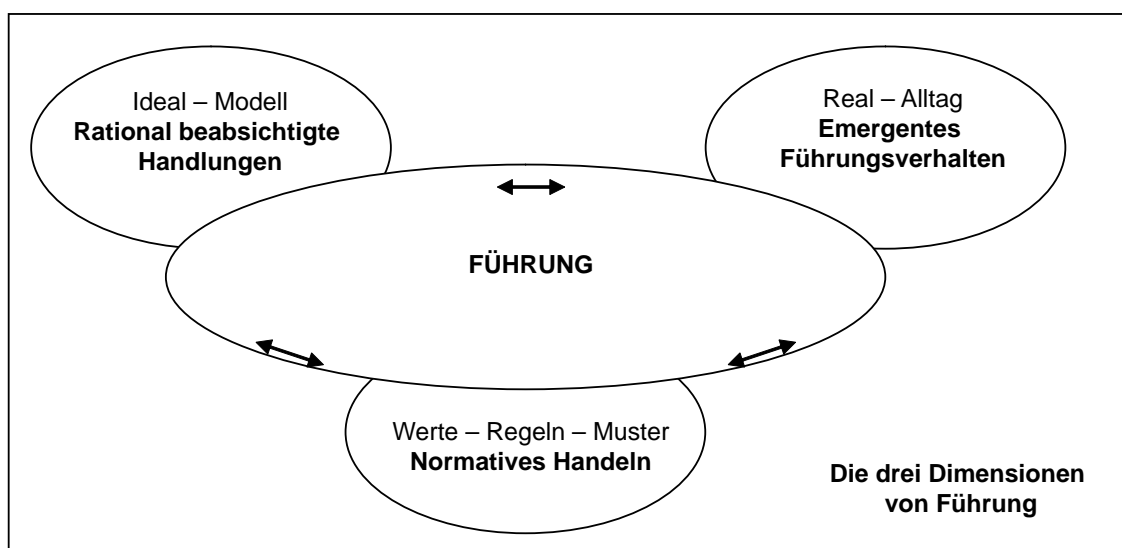 Ideal – Modell
Rational beabsichtigte
Handlungen
Real – Alltag
Emergentes
Führungsverhalten
FÜHRUNG
Werte – Regeln – Muster
Normatives Handeln
Die drei Dimensionen
von Führung